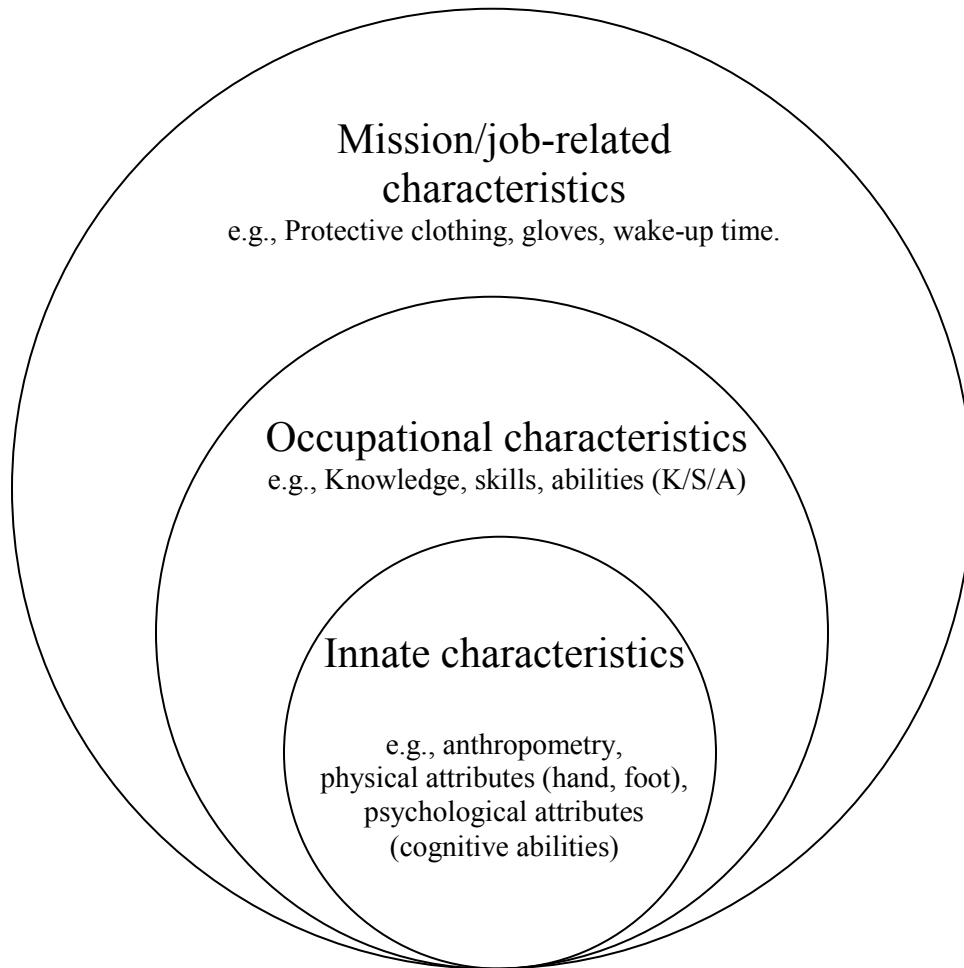 Mission/job-related
characteristics
e.g., Protective clothing, gloves, wake-up time.
Occupational characteristics
e.g., Knowledge, skills, abilities (K/S/A)
Innate characteristics
e.g., anthropometry,
physical attributes (hand, foot),
psychological attributes
(cognitive abilities)